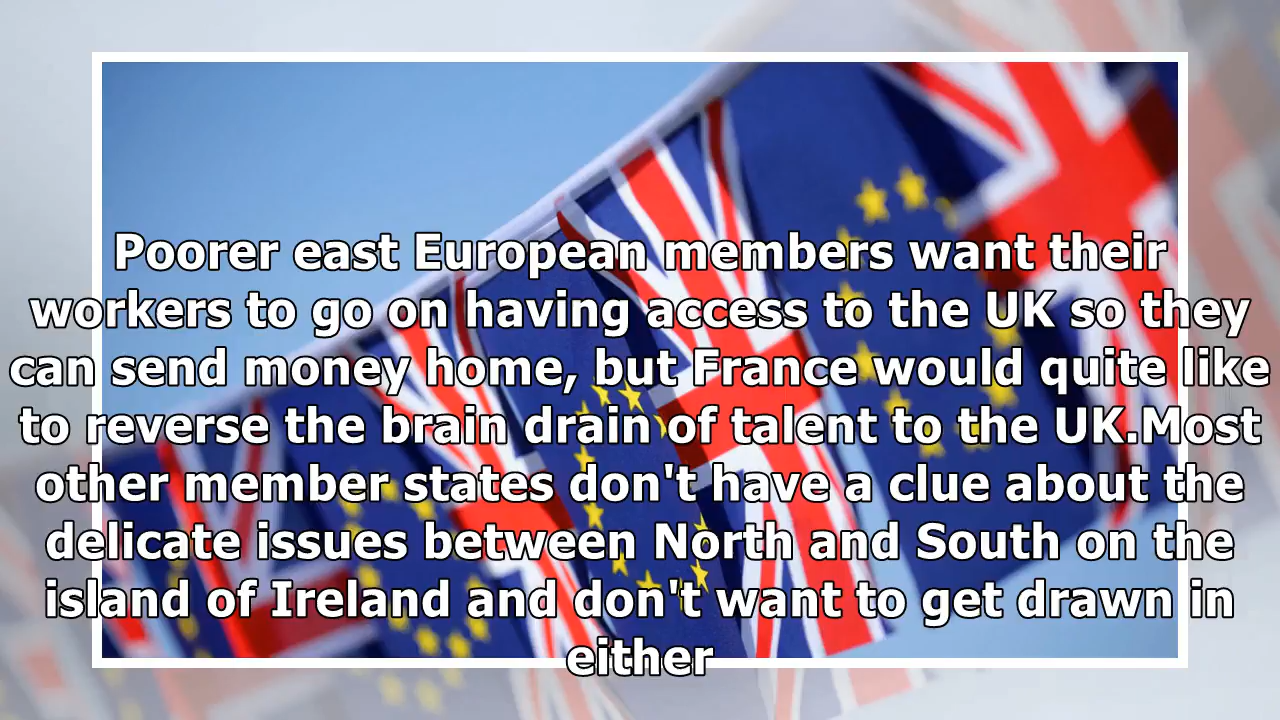 Poorer east European members want their
workers to go on having access to the UK so they
can send money home, but France would quite like
to reverse the brain drain of talent to the UK.Most
other member states don't have a clue about the
delicate issues between North and South on the
island of Ireland and don't want to get drawn in
either